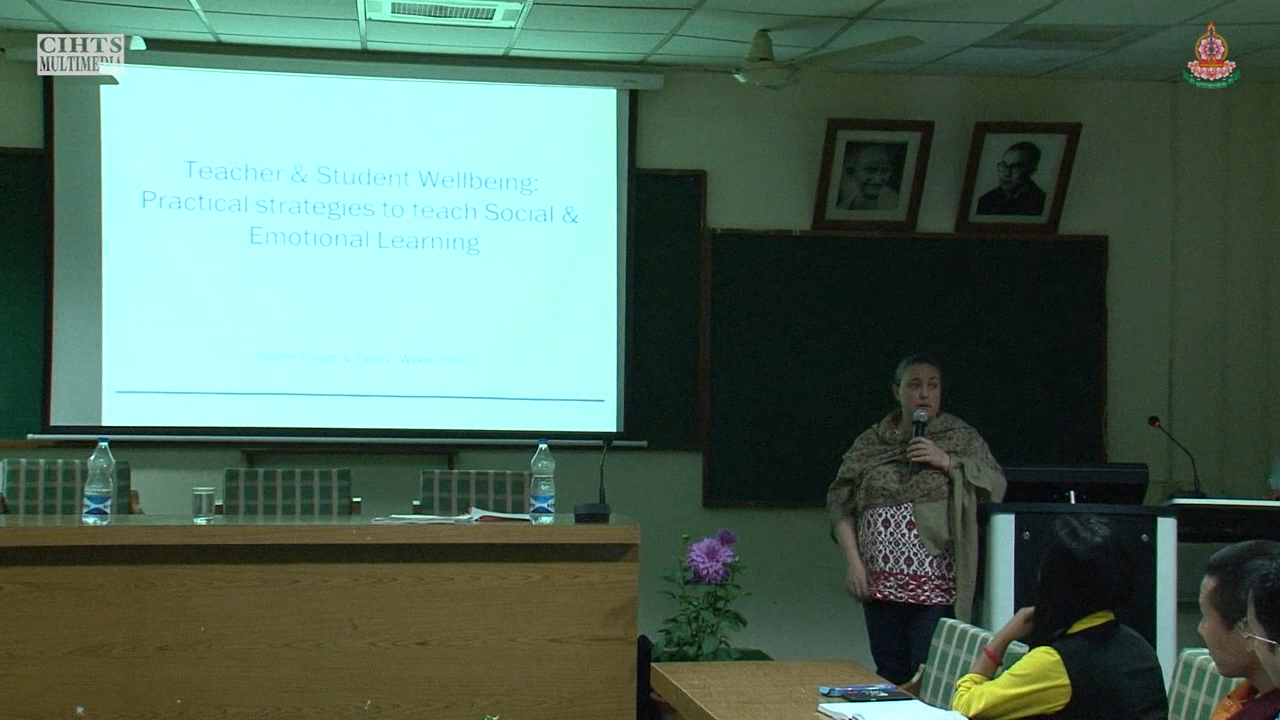 CIHTS
MULTIMEDIA
Teacher & Student Wellbeing:
Practical strategies to teach Social &
Emotional Learning